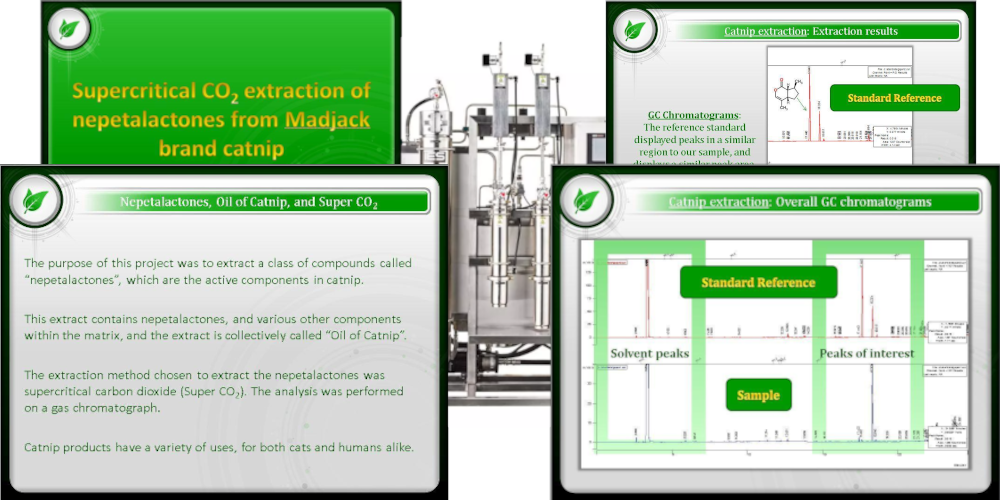 Supercritical CO₂ extraction of
nepetalactones from Madjack
brand catnip
Catnip extraction: Extraction results
Standard Reference
GC Chromatograms:
The reference standard
displayed peaks in a similar
region to our sample, and
Nepetalactones, Oil of Catnip, and Super CO₂
The purpose of this project was to extract a class of compounds called
“nepetalactones”, which are the active components in catnip.
This extract contains nepetalactones, and various other components
within the matrix, and the extract is collectively called “Oil of Catnip”.
The extraction method chosen to extract the nepetalactones was
supercritical carbon dioxide (Super CO₂). The analysis was performed
on a gas chromatograph.
Catnip products have a variety of uses, for both cats and humans alike.
Catnip extraction: Overall GC chromatograms
Standard Reference
Solvent peaks
Peaks of interest
Sample